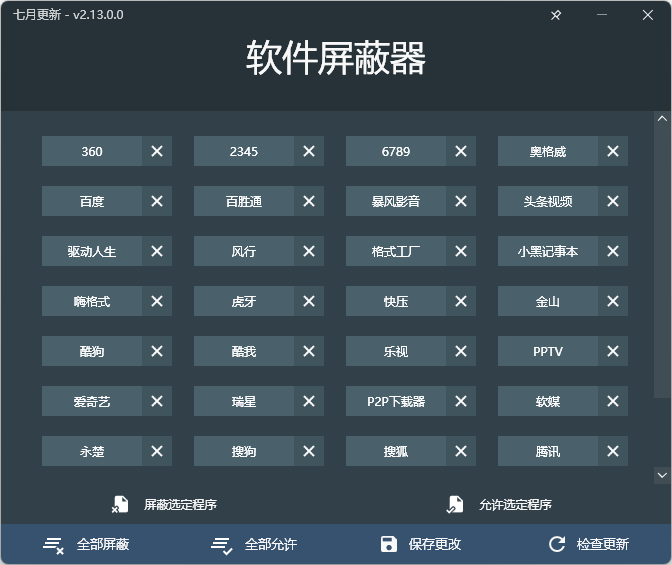 七月更新 - v2.13.0.0
软件屏蔽器
360 2345 6789 奥格威
百度 百胜通 暴风影音 头条视频
驱动人生 风行 格式工厂 小黑记事本
嗨格式 虎牙 快压 金山
酷狗 酷我 乐视 PPTV
爱奇艺 瑞星 P2P下载器 软媒
永楚 搜狗 搜狐 腾讯
屏蔽选定程序 允许选定程序
全部屏蔽 全部允许 保存更改 检查更新